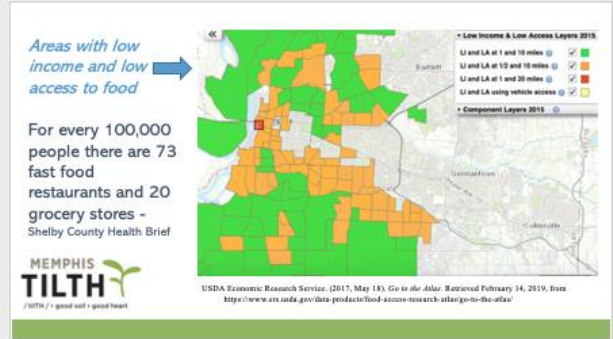 Areas with low
income and low
access to food
For every 100,000
people there are 73
fast food
restaurants and 20
grocery stores -
Shelby County Health Brief
MEMPHIS
TILTH
/ tilTH / • good soil • good heart
«
Low Income & Low Access Layers 2015
LI and LA at 1 and 10 miles
LI and LA at 1/2 and 10 miles
LI and LA at 1 and 20 miles
LI and LA using vehicle access
Component Layers 2015
Bartlett
Germantown
Collierville
USDA Economic Research Service. (2017, May 18). Go to the Atlas. Retrieved February 14, 2019, from
https://www.ers.usda.gov/data-products/food-access-research-atlas/go-to-the-atlas/